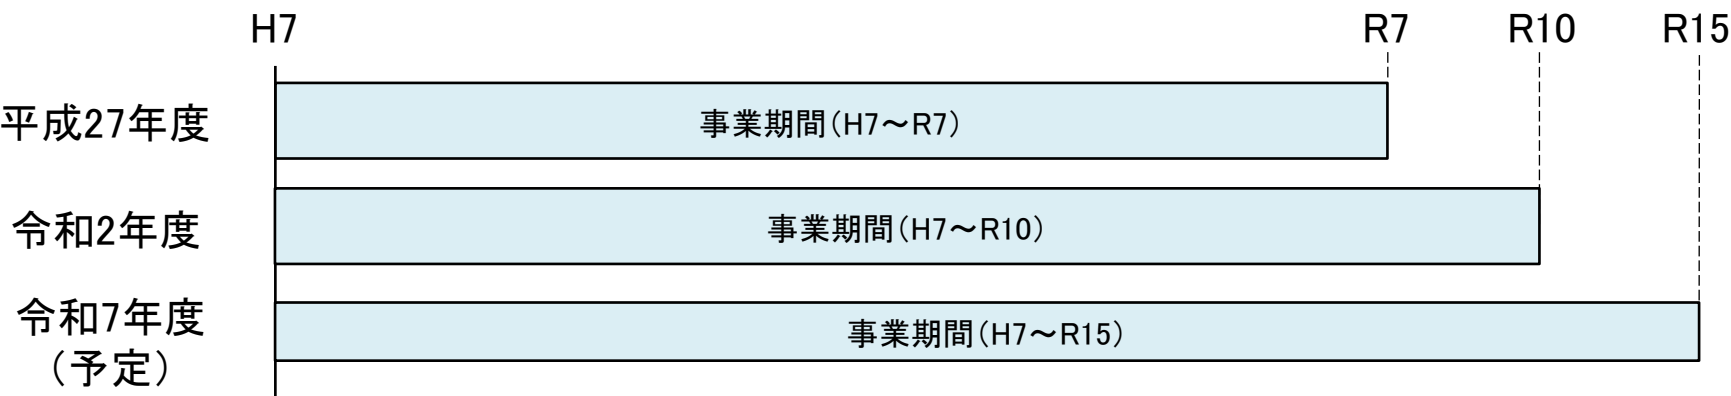 H7
R7
R10
R15
平成27年度
事業期間（H7～R7）
令和2年度
事業期間（H7～R10）
令和7年度
（予定）
事業期間（H7～R15）